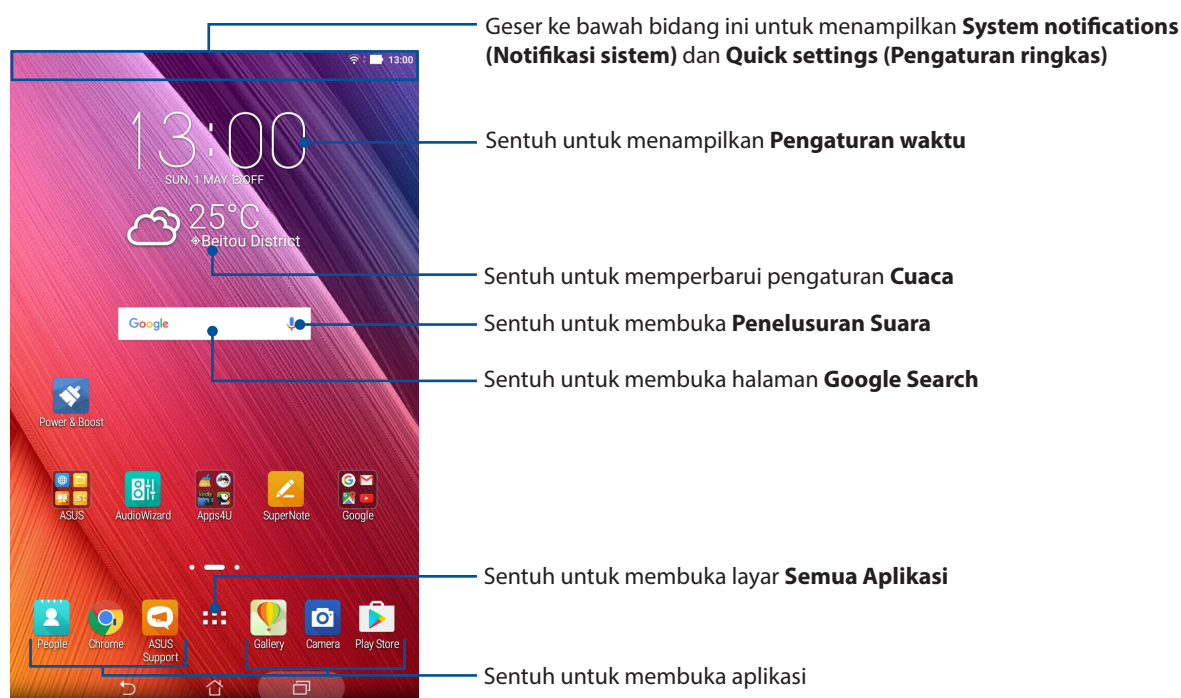 Geser ke bawah bidang ini untuk menampilkan System notifications
(Notifikasi sistem) dan Quick settings (Pengaturan ringkas)
13:00
13:00
Sentuh untuk menampilkan Pengaturan waktu
SUN, 1 MAY OFF
25°C
Beitou District
Sentuh untuk memperbarui pengaturan Cuaca
Google
Sentuh untuk membuka Penelusuran Suara
Sentuh untuk membuka halaman Google Search
Power & Boost
kindle
ASUS
AudioWizard
Apps4U
SuperNote
Google
Sentuh untuk membuka layar Semua Aplikasi
People
Chrome
ASUS
Support
Gallery
Camera
Play Store
Sentuh untuk membuka aplikasi